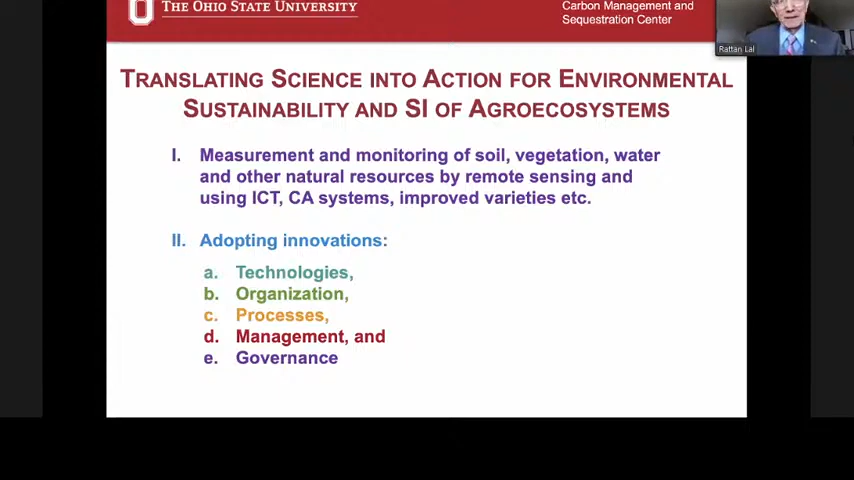 THE OHIO STATE UNIVERSITY
Carbon Management and
Sequestration Center
Rattan Lal
TRANSLATING SCIENCE INTO ACTION FOR ENVIRONMENTAL
SUSTAINABILITY AND SI OF AGROECOSYSTEMS
I. Measurement and monitoring of soil, vegetation, water
and other natural resources by remote sensing and
using ICT, CA systems, improved varieties etc.
II. Adopting innovations:
a. Technologies,
b. Organization,
c. Processes,
d. Management, and
e. Governance